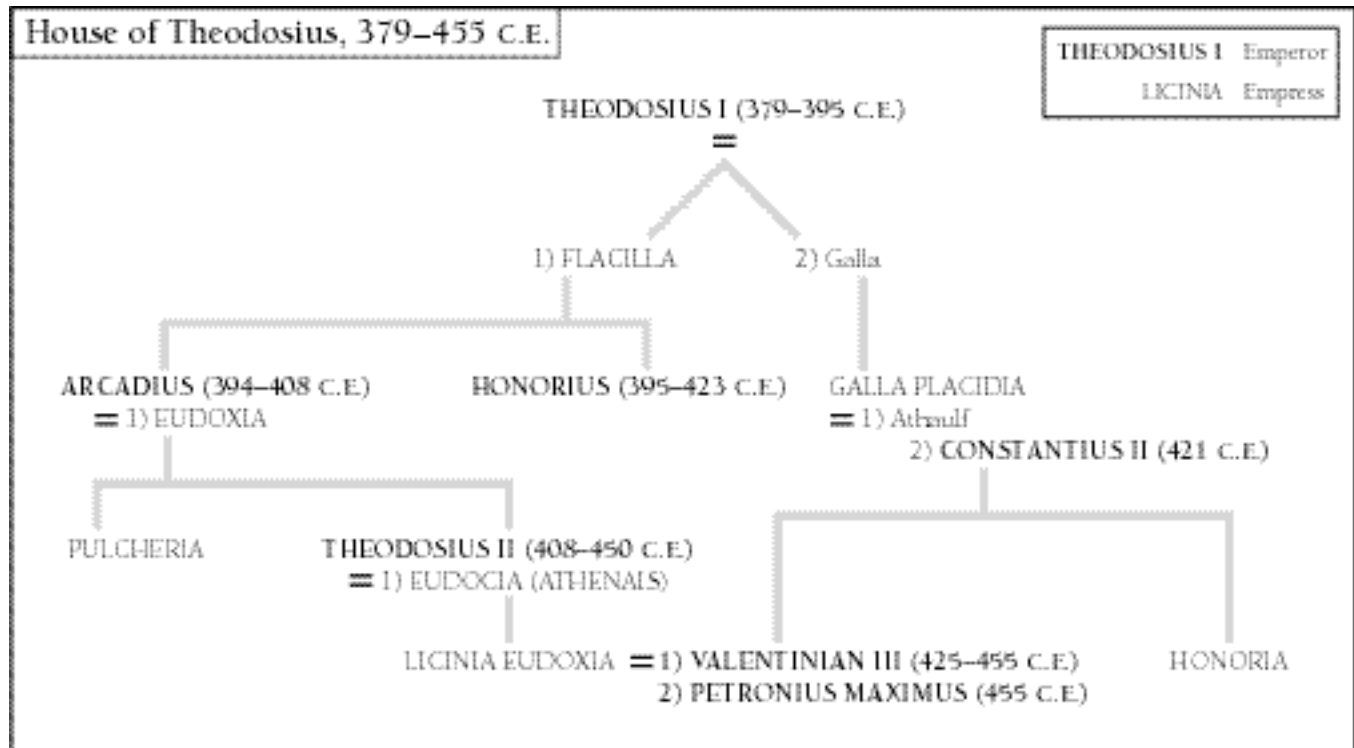 House of Theodosius, 379–455 C.E.
THEODOSIUS I Emperor
LICINIA Empress
THEODOSIUS I (379–395 C.E.)
=
1) FLACILLA 2) Galla
ARCADIUS (394–408 C.E.) HONORIUS (395–423 C.E.) GALLA PLACIDIA
= 1) EUDOXIA = 1) Athaulf
2) CONSTANTIUS II (421 C.E.)
PULCHERIA THEODOSIUS II (408–450 C.E.)
= 1) EUDOCIA (ATHENAIS)
LICINIA EUDOXIA = 1) VALENTINIAN III (425–455 C.E.) HONORIA
2) PETRONIUS MAXIMUS (455 C.E.)